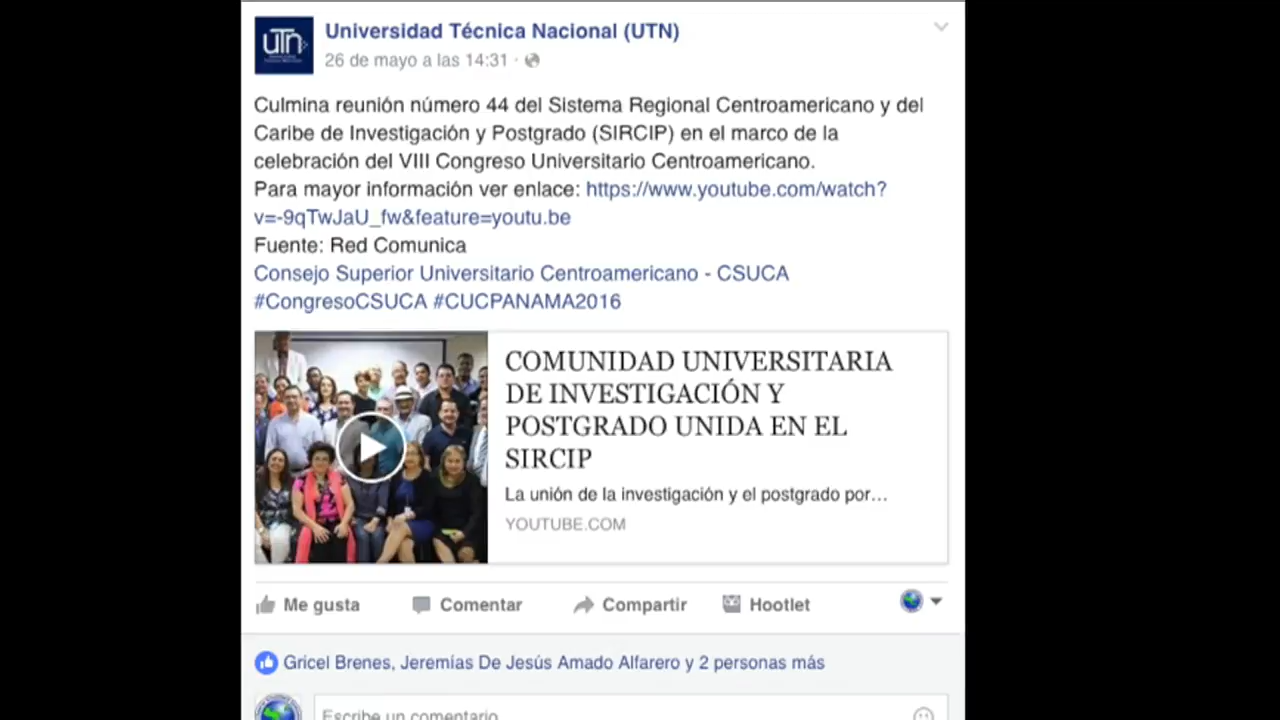 utn
Universidad Técnica Nacional (UTN)
26 de mayo a las 14:31 ·
Culmina reunión número 44 del Sistema Regional Centroamericano y del
Caribe de Investigación y Postgrado (SIRCIP) en el marco de la
celebración del VIII Congreso Universitario Centroamericano.
Para mayor información ver enlace: https://www.youtube.com/watch?
v=-9qTwJaU_fw&feature=youtu.be
Fuente: Red Comunica
Consejo Superior Universitario Centroamericano - CSUCA
#CongresoCSUCA #CUCPANAMA2016
COMUNIDAD UNIVERSITARIA
DE INVESTIGACIÓN Y
POSTGRADO UNIDA EN EL
SIRCIP
La unión de la investigación y el postgrado por...
YOUTUBE.COM
Me gusta Comentar Compartir Hootlet
Gricel Brenes, Jeremías De Jesús Amado Alfarero y 2 personas más
Escribe un comentario